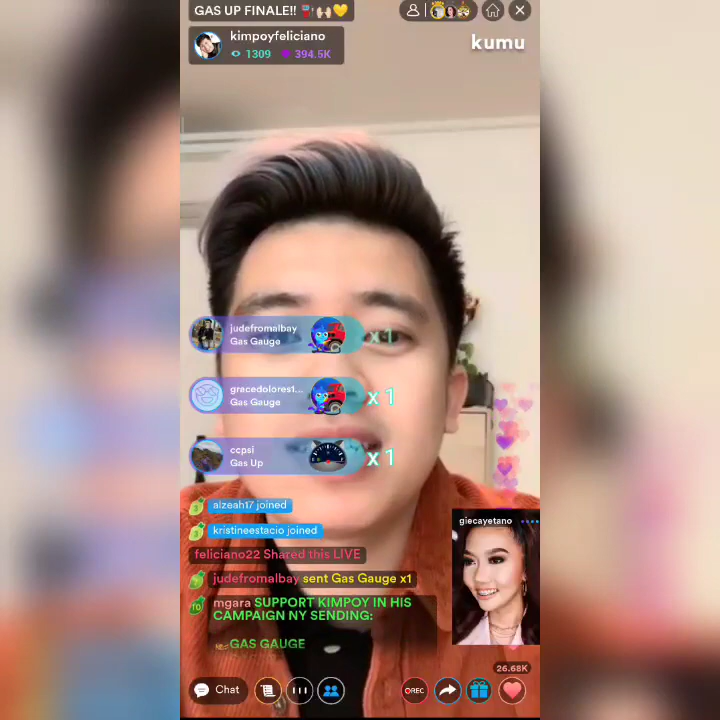 GAS UP FINALE!!
kimpoyfeliciano
1309 394.5K
kumu
judefromalbay
Gas Gauge
x1
gracedolores1...
Gas Gauge
x 1
ccpsi
Gas Up
x 1
alzeah17 joined
kristineestacio joined
feliciano22 Shared this LIVE
judefromalbay sent Gas Gauge x1
mgara SUPPORT KIMPOY IN HIS
CAMPAIGN NY SENDING:
GAS GAUGE
giecayetano
26.68K
Chat
REC